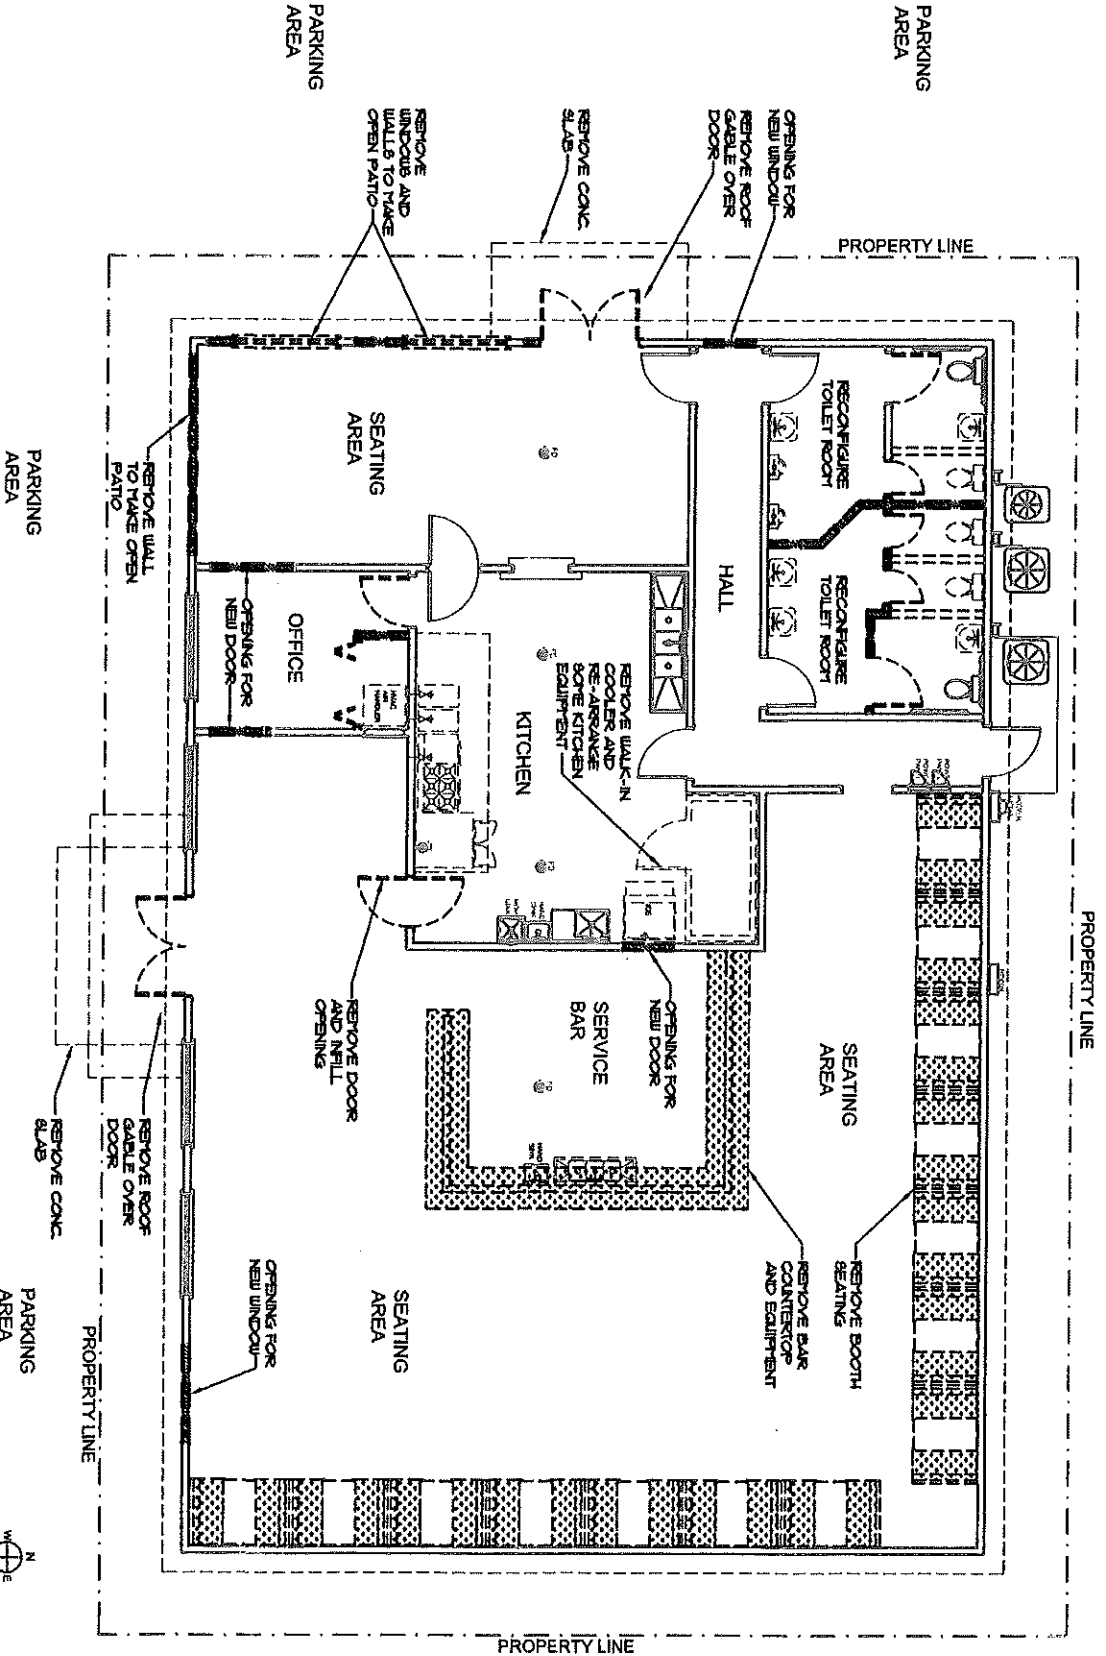 PARKING
AREA
PARKING
AREA
OPENING FOR
NEW WINDOW
REMOVE ROOF
GABLE OVER
DOOR
REMOVE CONC.
SLAB
REMOVE
WINDOWS AND
WALLS TO MAKE
OPEN PATIO
PROPERTY LINE
RECONFIGURE
TOILET ROOM
RECONFIGURE
TOILET ROOM
SEATING
AREA
HALL
REMOVE WALL
TO MAKE OPEN
PATIO
PARKING
AREA
OFFICE
OPENING FOR
NEW DOOR
KITCHEN
REMOVE WALK-IN
COOLER AND
RE-ARRANGE
SOME KITCHEN
EQUIPMENT
REMOVE DOOR
AND INFILL
OPENING
SERVICE
BAR
OPENING FOR
NEW DOOR
SEATING
AREA
PROPERTY LINE
REMOVE BOOTH
SEATING
REMOVE BAR
COUNTERTOP
AND EQUIPMENT
REMOVE ROOF
GABLE OVER
DOOR
REMOVE CONC.
SLAB
SEATING
AREA
OPENING FOR
NEW WINDOW
PARKING
AREA
PROPERTY LINE
PROPERTY LINE
N
W
E